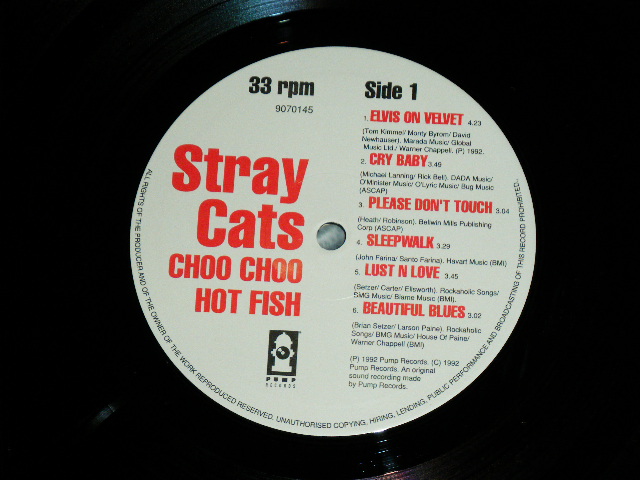 33 rpm
9070145
Side 1
Stray
Cats
CHOO CHOO
HOT FISH
PUMP
RECORDS
1. ELVIS ON VELVET 4.23
(Tom Kimmel/ Monty Byrom/ David
Newhauser). Marada Music/ Global
Music Ltd./ Warner Chappell. (P) 1992.
2. CRY BABY 3.49
(Michael Lanning/ Rick Bell). DADA Music/
O'Minister Music/ O'Lyric Music/ Bug Music
(ASCAP)
3. PLEASE DON'T TOUCH 3.04
(Heath/ Robinson). Bellwin Mills Publishing
Corp (ASCAP)
4. SLEEPWALK 3.29
(John Farina/ Santo Farina). Havart Music (BMI)
5. LUST N LOVE 3.45
(Setzer/ Carter/ Ellsworth). Rockaholic Songs/
SMG Music/ Blame Music (BMI).
6. BEAUTIFUL BLUES 3.02
(Brian Setzer/ Larson Paine). Rockaholic
Songs/ BMG Music/ House Of Paine/
Warner Chappell (BMI)
(P) 1992 Pump Records. (C) 1992
Pump Records. An original
sound recording made
by Pump Records.
ALL RIGHTS OF THE PRODUCER AND OF THE OWNER OF THE WORK REPRODUCED RESERVED. UNAUTHORISED COPYING, HIRING, LENDING, PUBLIC PERFORMANCE AND BROADCASTING OF THIS RECORD PROHIBITED.